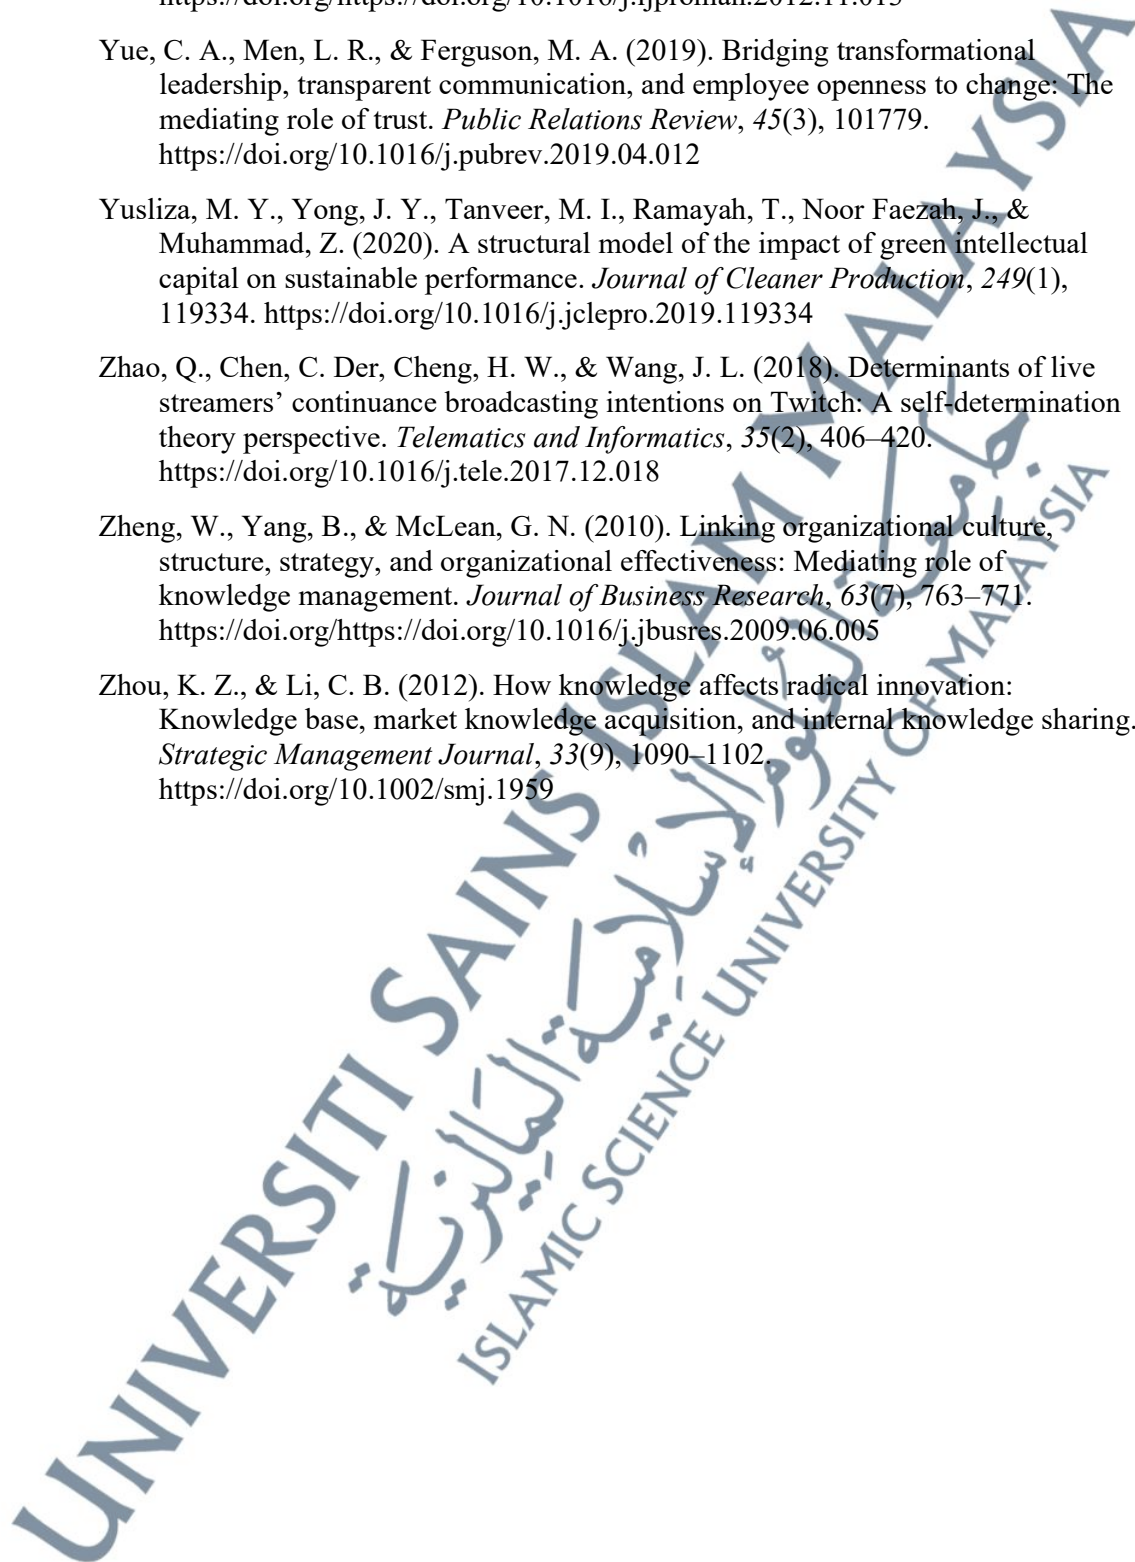 https://doi.org/https://doi.org/10.1016/j.ijproman.2012.11.013
Yue, C. A., Men, L. R., & Ferguson, M. A. (2019). Bridging transformational
leadership, transparent communication, and employee openness to change: The
mediating role of trust. Public Relations Review, 45(3), 101779.
https://doi.org/10.1016/j.pubrev.2019.04.012
Yusliza, M. Y., Yong, J. Y., Tanveer, M. I., Ramayah, T., Noor Faezah, J., &
Muhammad, Z. (2020). A structural model of the impact of green intellectual
capital on sustainable performance. Journal of Cleaner Production, 249(1),
119334. https://doi.org/10.1016/j.jclepro.2019.119334
Zhao, Q., Chen, C. Der, Cheng, H. W., & Wang, J. L. (2018). Determinants of live
streamers’ continuance broadcasting intentions on Twitch: A self-determination
theory perspective. Telematics and Informatics, 35(2), 406–420.
https://doi.org/10.1016/j.tele.2017.12.018
Zheng, W., Yang, B., & McLean, G. N. (2010). Linking organizational culture,
structure, strategy, and organizational effectiveness: Mediating role of
knowledge management. Journal of Business Research, 63(7), 763–771.
https://doi.org/https://doi.org/10.1016/j.jbusres.2009.06.005
Zhou, K. Z., & Li, C. B. (2012). How knowledge affects radical innovation:
Knowledge base, market knowledge acquisition, and internal knowledge sharing.
Strategic Management Journal, 33(9), 1090–1102.
https://doi.org/10.1002/smj.1959
UNIVERSITI SAINS ISLAM MALAYSIA
جامعة العلوم الإسلامية الماليزية
ISLAMIC SCIENCE UNIVERSITY OF MALAYSIA